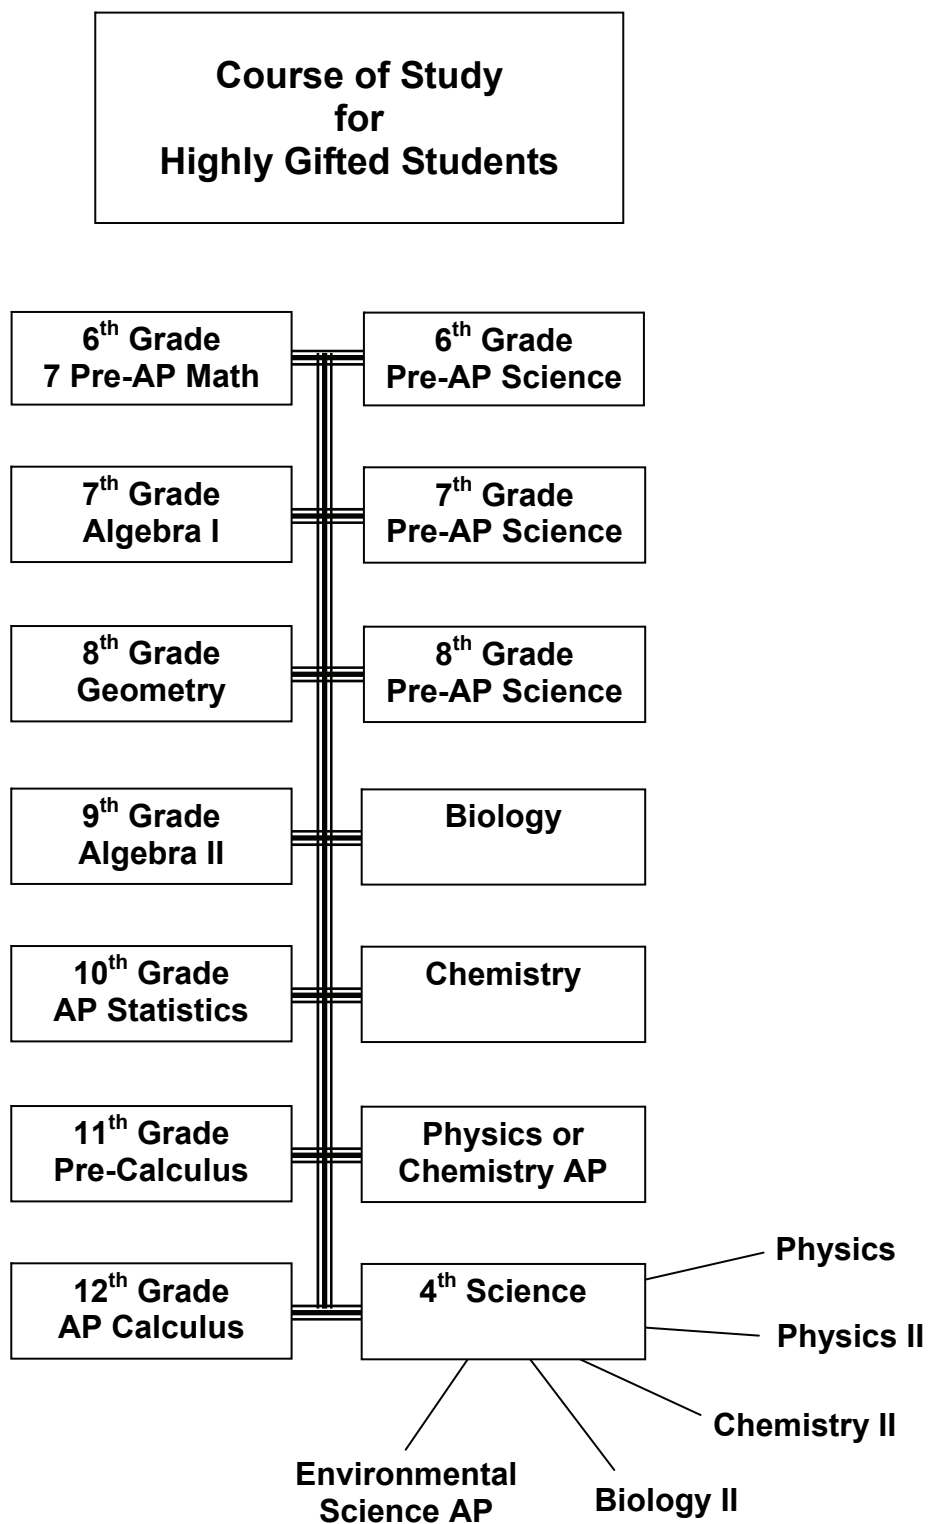 Course of Study
for
Highly Gifted Students
6th Grade
7 Pre-AP Math
6th Grade
Pre-AP Science
7th Grade
Algebra I
7th Grade
Pre-AP Science
8th Grade
Geometry
8th Grade
Pre-AP Science
9th Grade
Algebra II
Biology
10th Grade
AP Statistics
Chemistry
11th Grade
Pre-Calculus
Physics or
Chemistry AP
12th Grade
AP Calculus
4th Science
Physics
Physics II
Chemistry II
Environmental
Science AP
Biology II